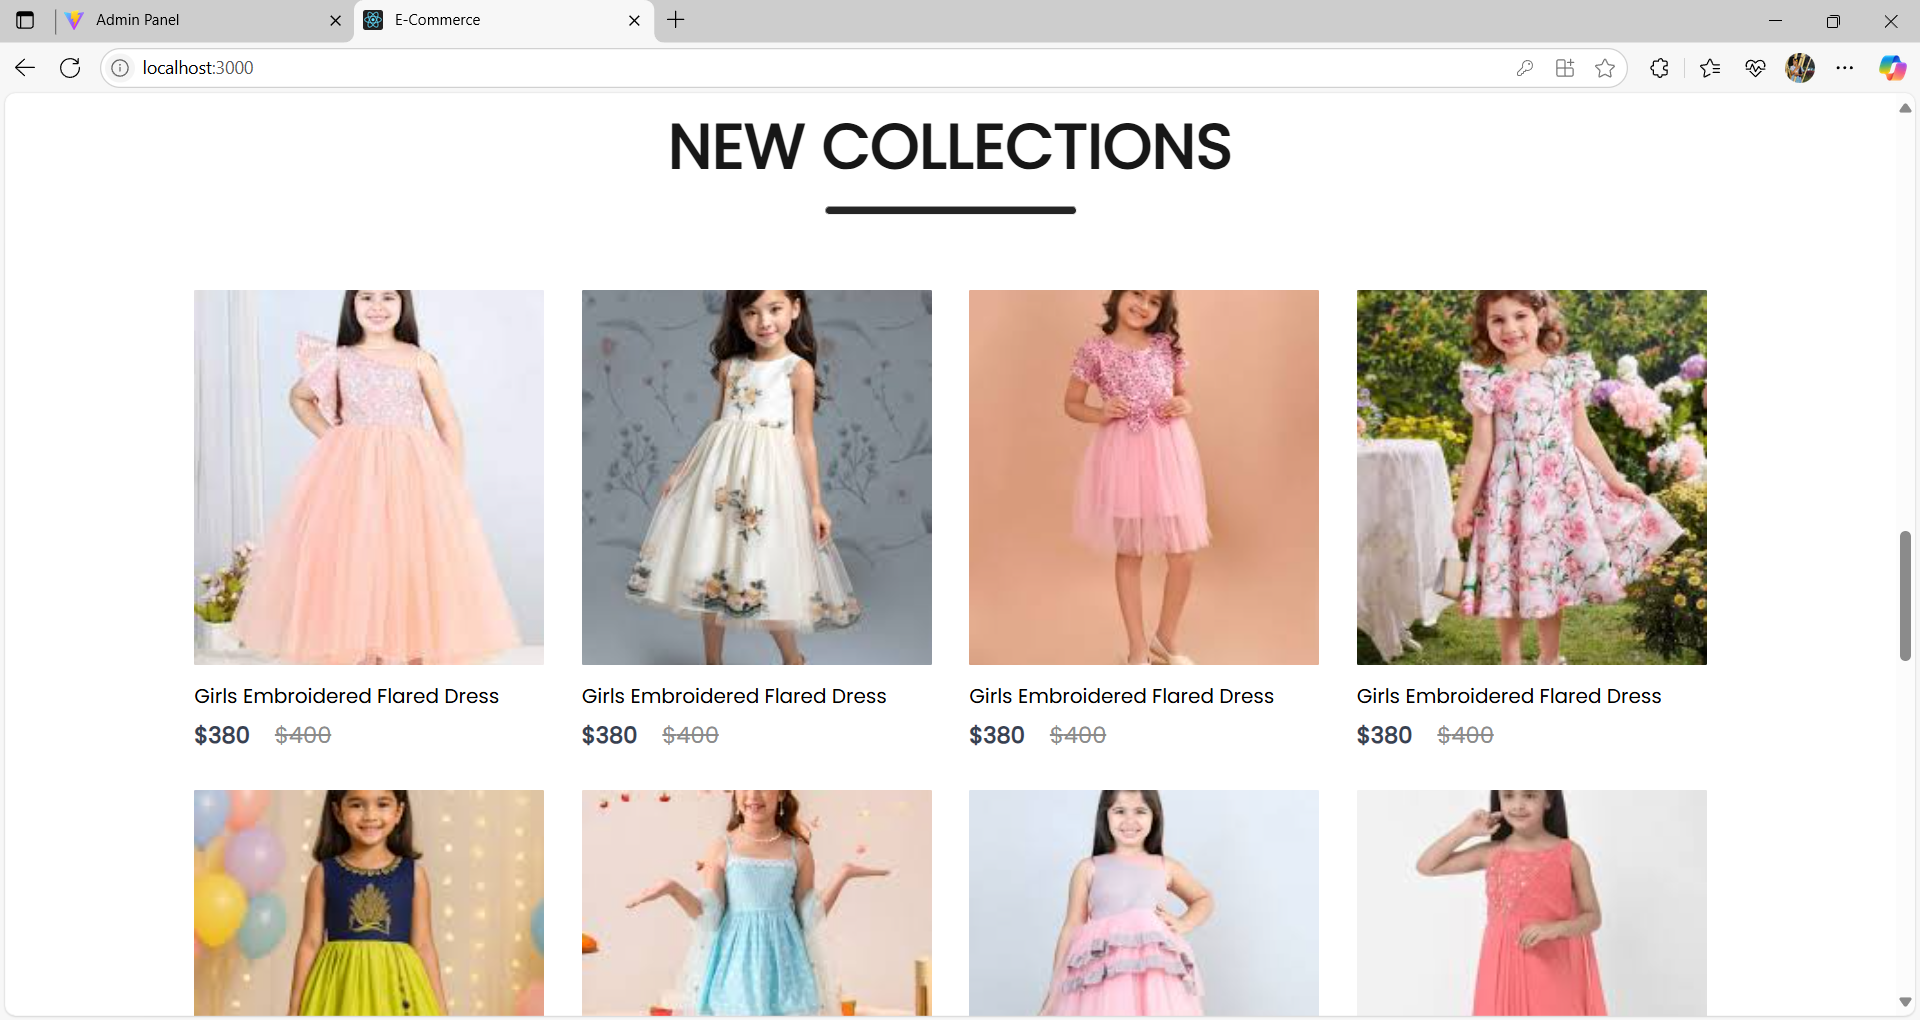 Admin Panel
E-Commerce
localhost:3000
NEW COLLECTIONS
Girls Embroidered Flared Dress
$380 $400
Girls Embroidered Flared Dress
$380 $400
Girls Embroidered Flared Dress
$380 $400
Girls Embroidered Flared Dress
$380 $400